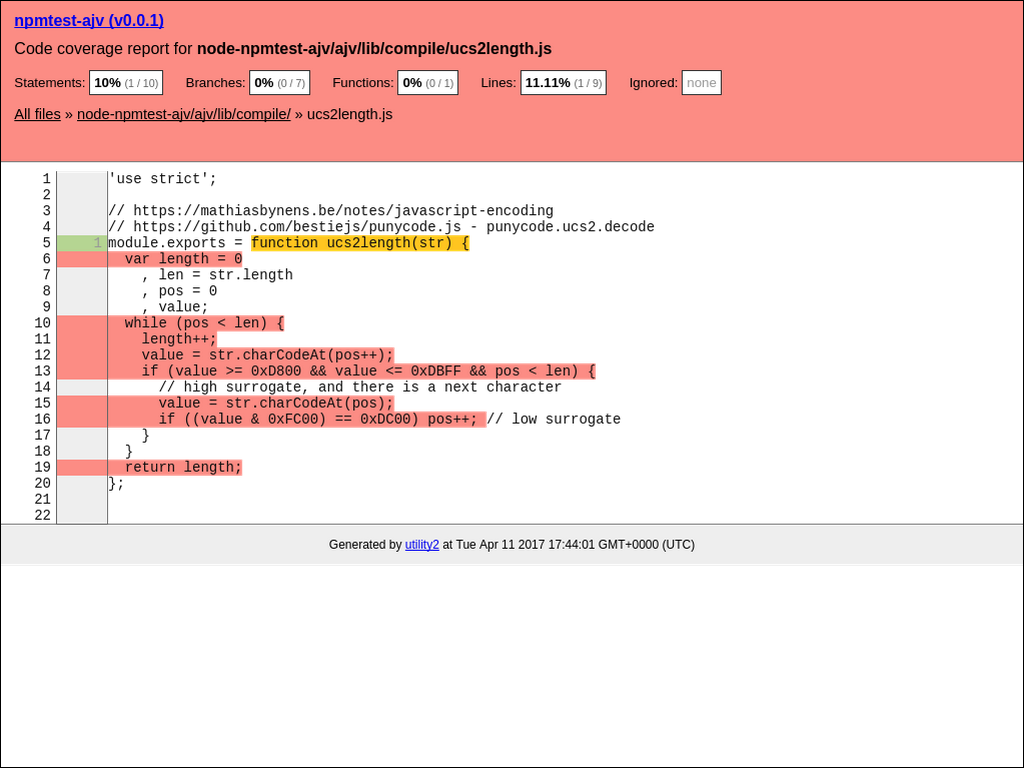 npmtest-ajv (v0.0.1)
Code coverage report for node-npmtest-ajv/ajv/lib/compile/ucs2length.js
Statements: 10% (1 / 10) Branches: 0% (0 / 7) Functions: 0% (0 / 1) Lines: 11.11% (1 / 9) Ignored: none
All files » node-npmtest-ajv/ajv/lib/compile/ » ucs2length.js
1 'use strict';
2
3 // https://mathiasbynens.be/notes/javascript-encoding
4 // https://github.com/bestiejs/punycode.js - punycode.ucs2.decode
5 1 module.exports = function ucs2length(str) {
6 var length = 0
7 , len = str.length
8 , pos = 0
9 , value;
10 while (pos < len) {
11 length++;
12 value = str.charCodeAt(pos++);
13 if (value >= 0xD800 && value <= 0xDBFF && pos < len) {
14 // high surrogate, and there is a next character
15 value = str.charCodeAt(pos);
16 if ((value & 0xFC00) == 0xDC00) pos++; // low surrogate
17 }
18 }
19 return length;
20 };
21
22
Generated by utility2 at Tue Apr 11 2017 17:44:01 GMT+0000 (UTC)